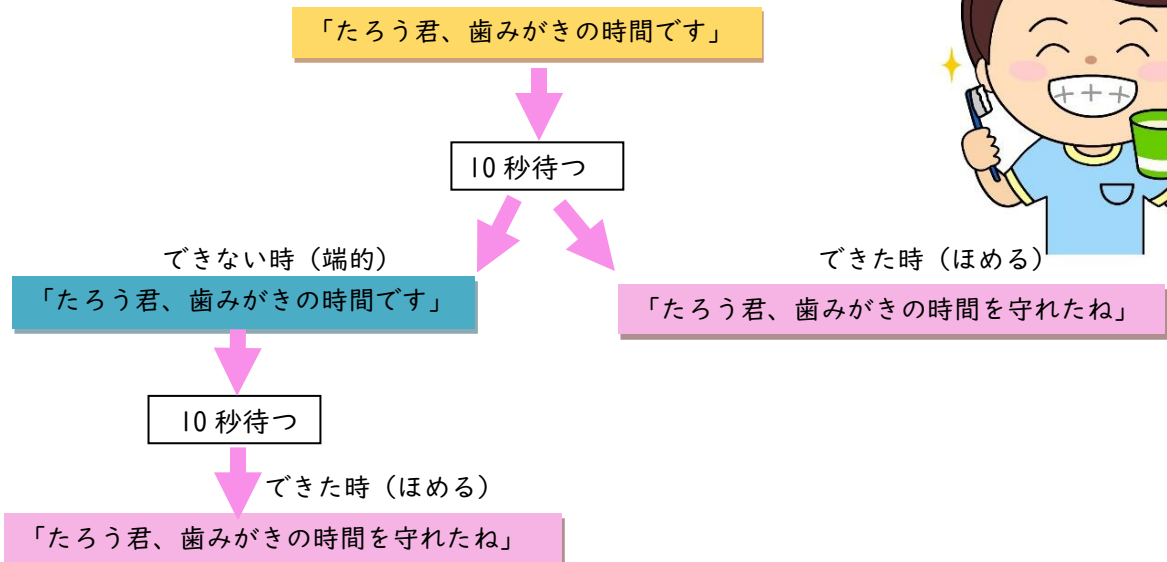 「たろう君、歯みがきの時間です」
10秒待つ
できない時（端的）
できた時（ほめる）
「たろう君、歯みがきの時間です」
「たろう君、歯みがきの時間を守れたね」
10秒待つ
できた時（ほめる）
「たろう君、歯みがきの時間を守れたね」